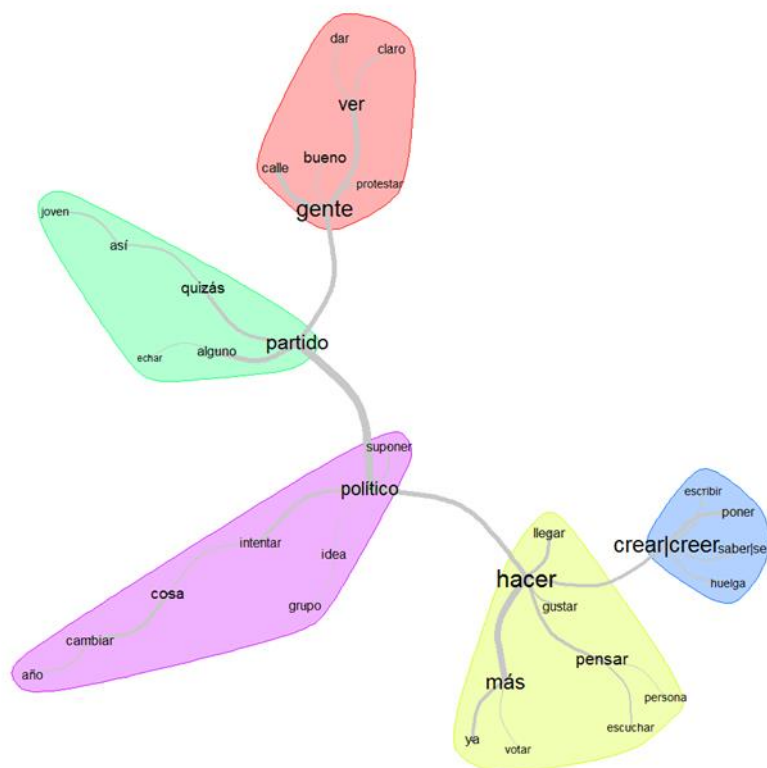 dar
claro
ver
bueno
calle
protestar
gente
joven
así
quizás
partido
alguno
echar
suponer
político
intentar
idea
cosa
grupo
cambiar
año
escribir
poner
crear|creer
saber|se
huelga
llegar
hacer
gustar
pensar
más
persona
escuchar
ya
votar